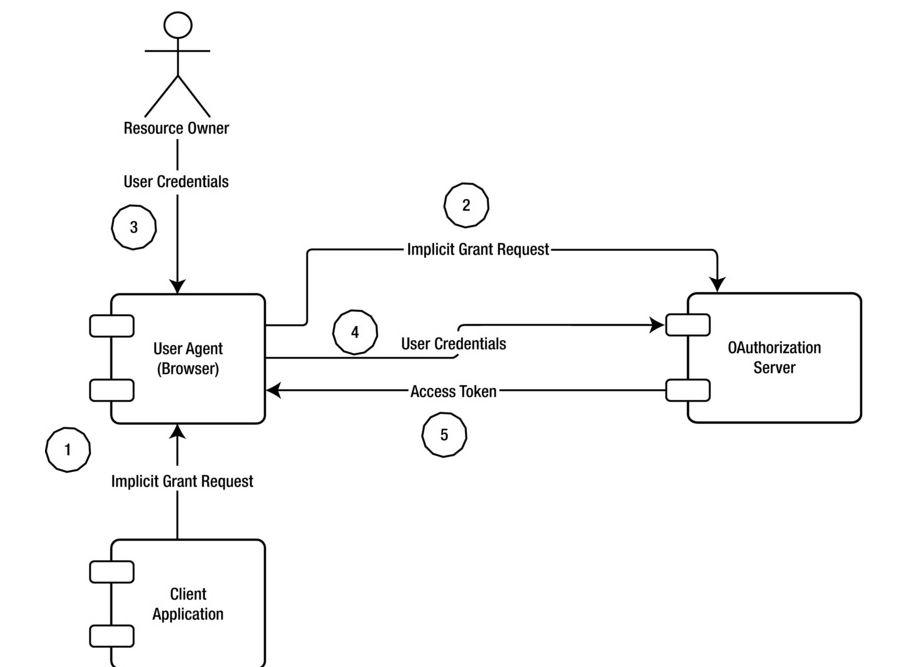 Resource Owner
User Credentials
3
2
Implicit Grant Request
4
User Credentials
User Agent
(Browser)
OAuthorization
Server
Access Token
5
1
Implicit Grant Request
Client
Application